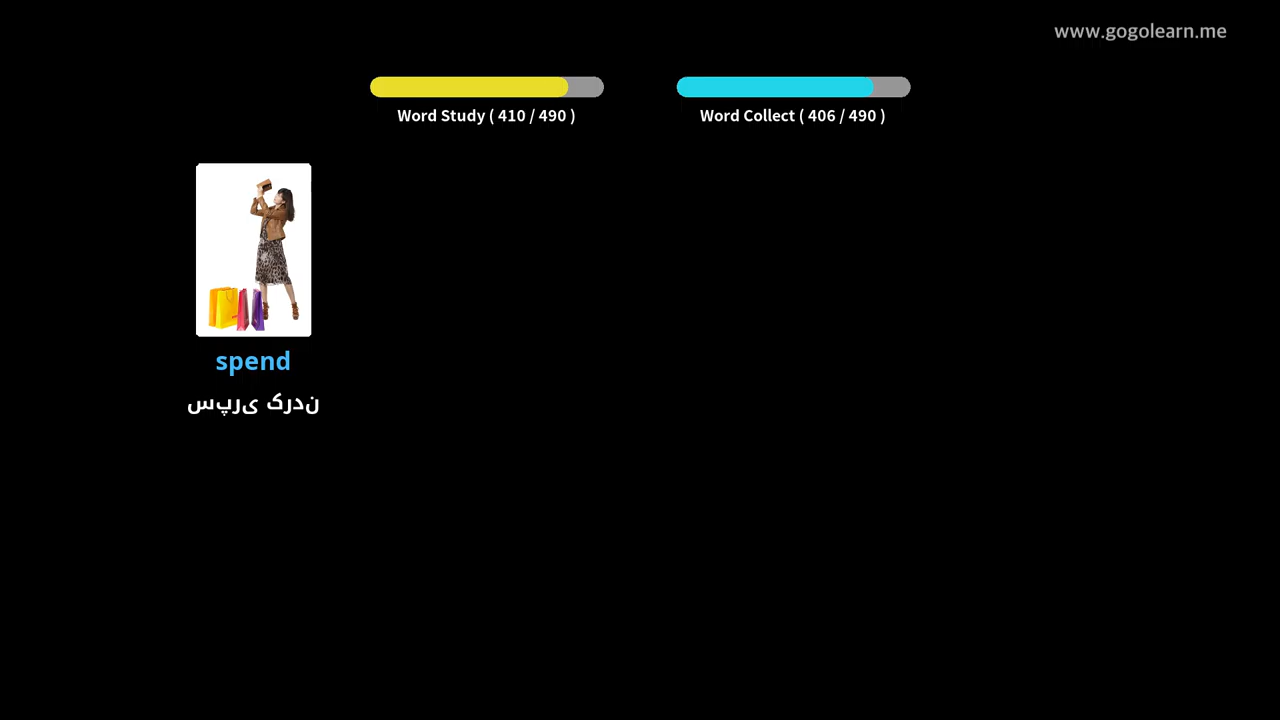 www.gogolearn.me
Word Study ( 410 / 490 )
Word Collect ( 406 / 490 )
spend
سپری کردن